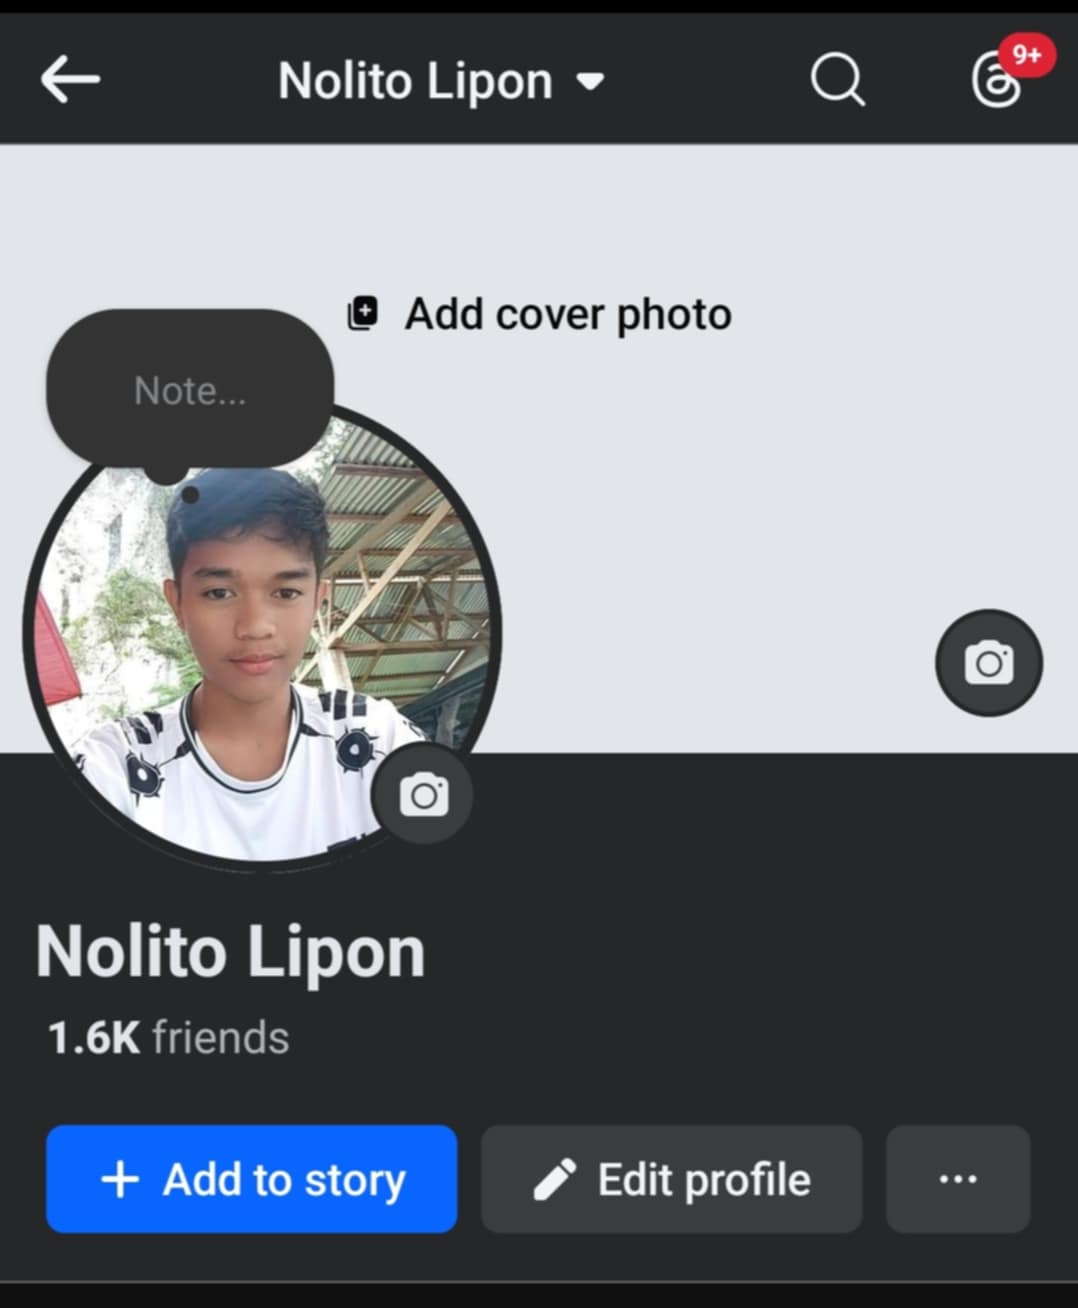 Nolito Lipon
9+
Add cover photo
Note...
Nolito Lipon
1.6K friends
+ Add to story
Edit profile
...